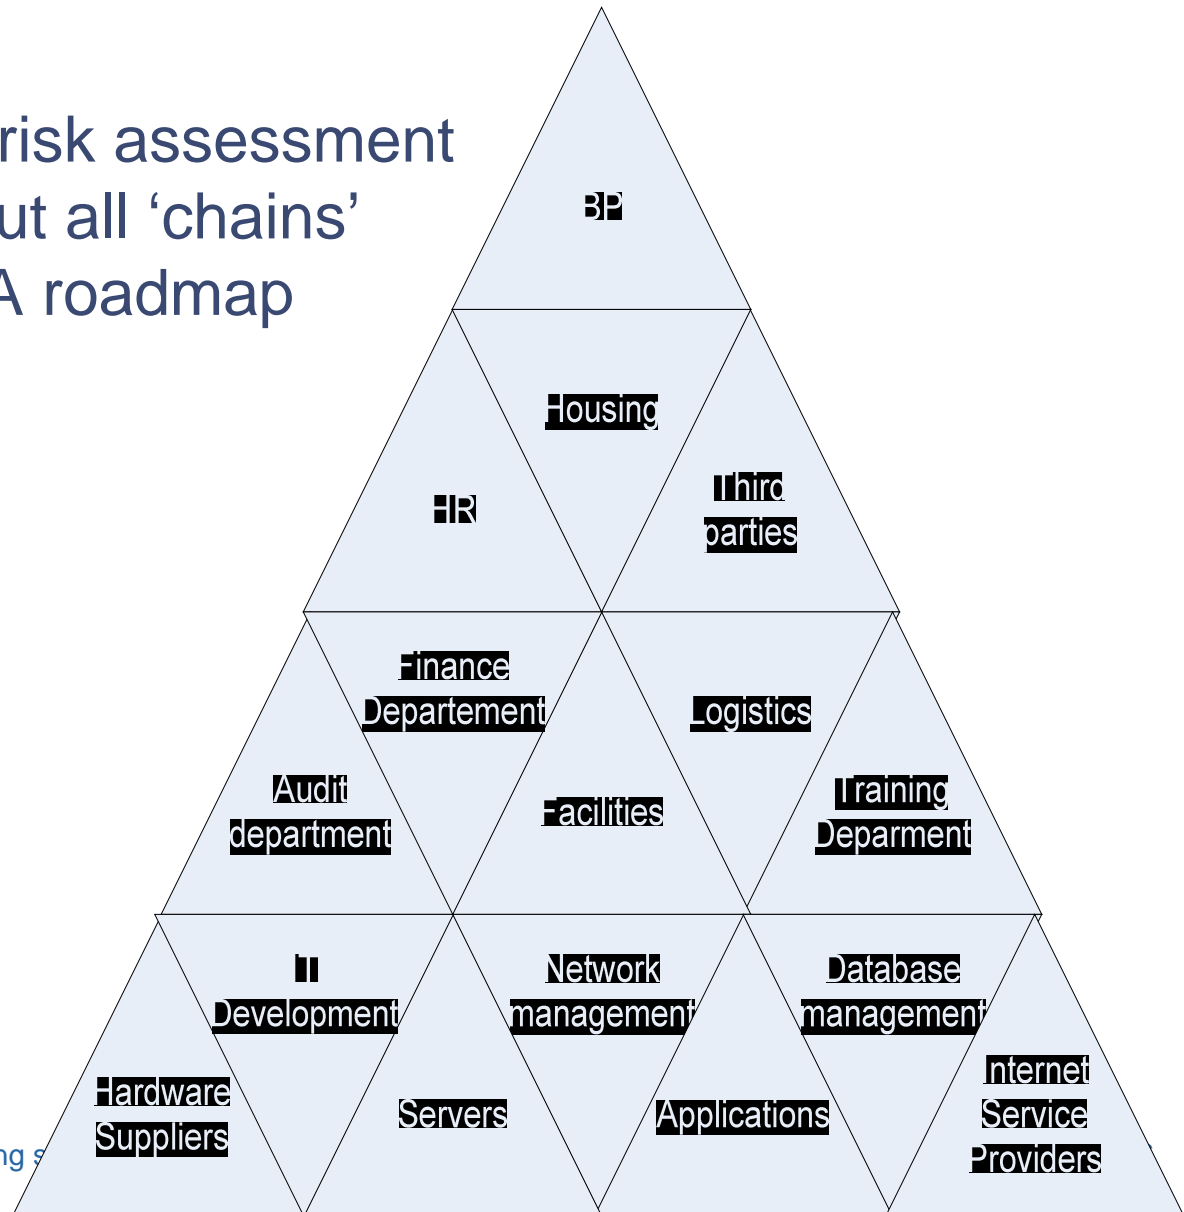 risk assessment
ut all ‘chains’
A roadmap
BP
Housing
HR
Third
parties
Finance
Departement
Logistics
Audit
department
Facilities
Training
Deparment
IT
Development
Network
management
Database
management
Hardware
Suppliers
Servers
Applications
Internet
Service
Providers
ng s